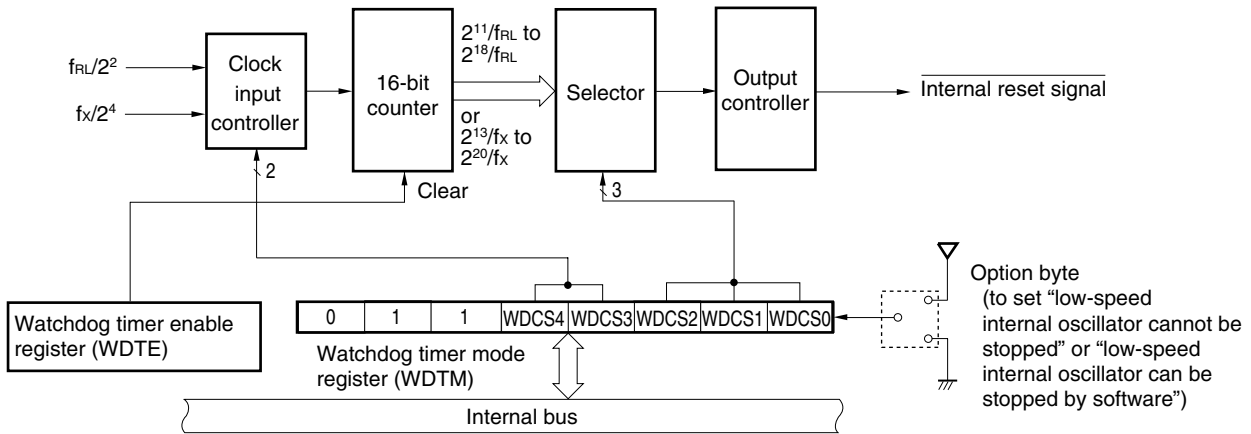 fRL/2²
fX/2⁴
Clock
input
controller
2
16-bit
counter
Clear
2¹¹/fRL to
2¹⁸/fRL
or
2¹³/fX to
2²⁰/fX
Selector
3
Output
controller
Internal reset signal
Watchdog timer enable
register (WDTE)
0 1 1 WDCS4 WDCS3 WDCS2 WDCS1 WDCS0
Watchdog timer mode
register (WDTM)
Internal bus
Option byte
(to set “low-speed
internal oscillator cannot be
stopped” or “low-speed
internal oscillator can be
stopped by software”)